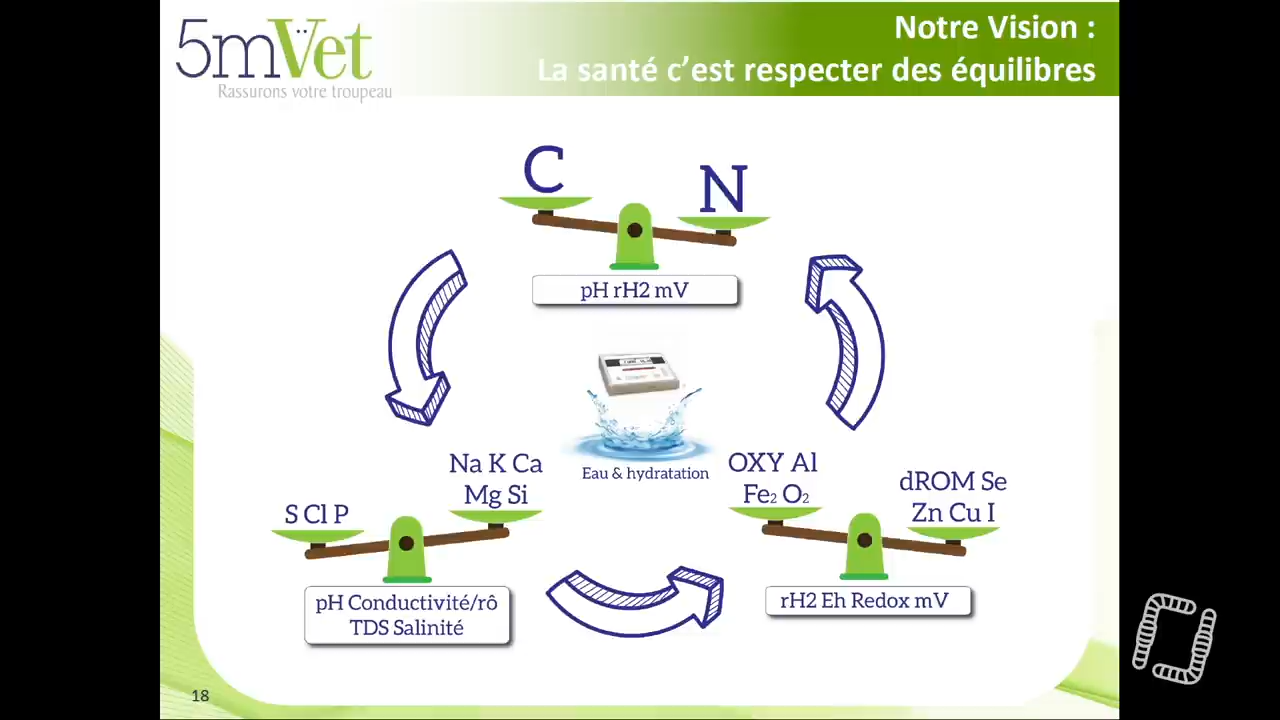 5mVet
Rassurons votre troupeau
Notre Vision :
La santé c’est respecter des équilibres
C
N
pH rH2 mV
Eau & hydratation
Na K Ca
Mg Si
S Cl P
pH Conductivité/rô
TDS Salinité
OXY Al
Fe2 O2
dROM Se
Zn Cu I
rH2 Eh Redox mV
18